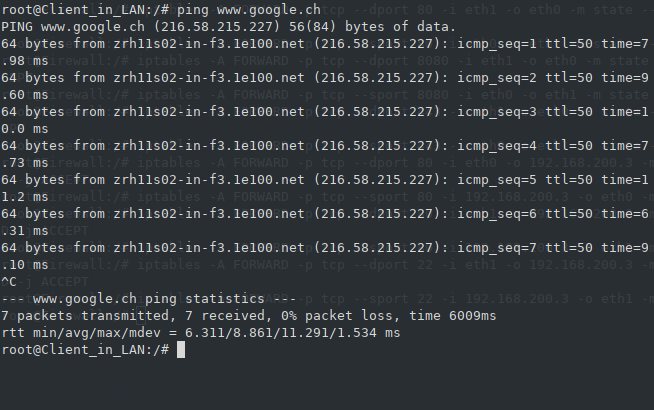 root@Client_in_LAN:/# ping www.google.ch
PING www.google.ch (216.58.215.227) 56(84) bytes of data.
64 bytes from zrh11s02-in-f3.1e100.net (216.58.215.227): icmp_seq=1 ttl=50 time=7
.98 ms
64 bytes from zrh11s02-in-f3.1e100.net (216.58.215.227): icmp_seq=2 ttl=50 time=9
.60 ms
64 bytes from zrh11s02-in-f3.1e100.net (216.58.215.227): icmp_seq=3 ttl=50 time=1
0.0 ms
64 bytes from zrh11s02-in-f3.1e100.net (216.58.215.227): icmp_seq=4 ttl=50 time=7
.73 ms
64 bytes from zrh11s02-in-f3.1e100.net (216.58.215.227): icmp_seq=5 ttl=50 time=1
1.2 ms
64 bytes from zrh11s02-in-f3.1e100.net (216.58.215.227): icmp_seq=6 ttl=50 time=6
.31 ms
64 bytes from zrh11s02-in-f3.1e100.net (216.58.215.227): icmp_seq=7 ttl=50 time=9
.10 ms
^C
--- www.google.ch ping statistics ---
7 packets transmitted, 7 received, 0% packet loss, time 6009ms
rtt min/avg/max/mdev = 6.311/8.861/11.291/1.534 ms
root@Client_in_LAN:/#